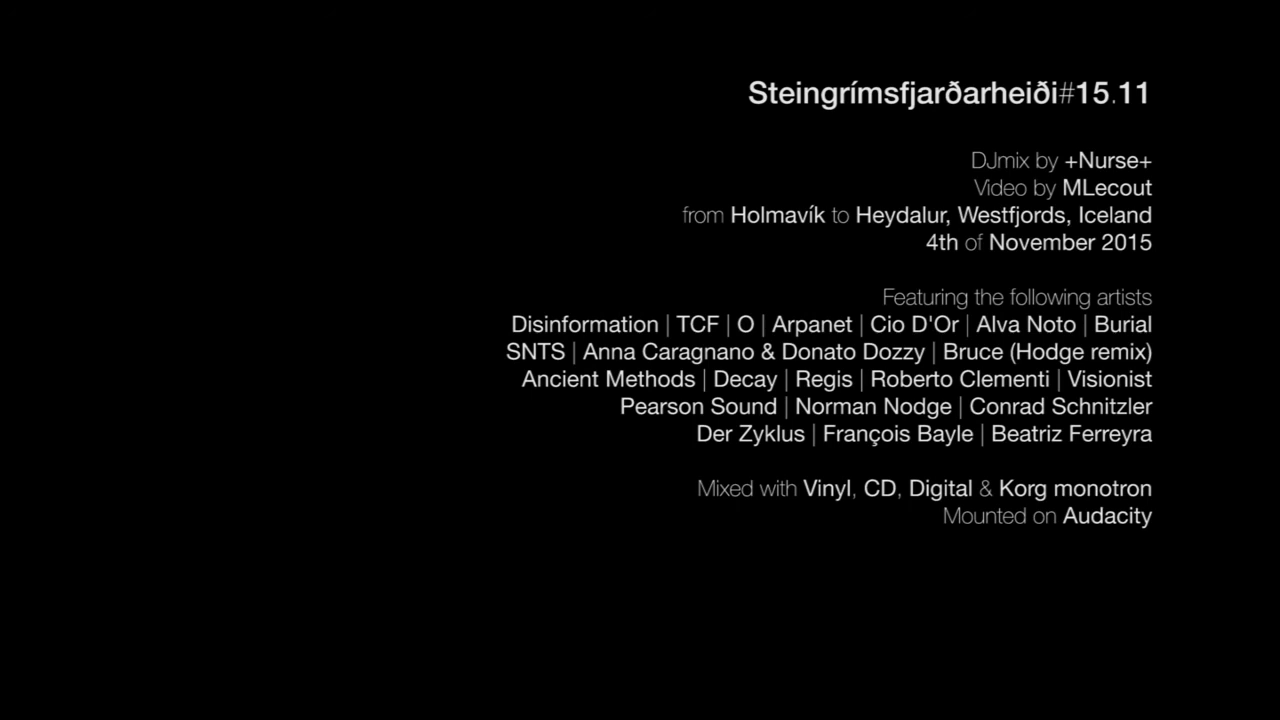 Steingrímsfjarðarheiði#15.11
DJmix by +Nurse+
Video by MLecout
from Holmavík to Heydalur, Westfjords, Iceland
4th of November 2015
Featuring the following artists
Disinformation | TCF | O | Arpanet | Cio D'Or | Alva Noto | Burial
SNTS | Anna Caragnano & Donato Dozzy | Bruce (Hodge remix)
Ancient Methods | Decay | Regis | Roberto Clementi | Visionist
Pearson Sound | Norman Nodge | Conrad Schnitzler
Der Zyklus | François Bayle | Beatriz Ferreyra
Mixed with Vinyl, CD, Digital & Korg monotron
Mounted on Audacity